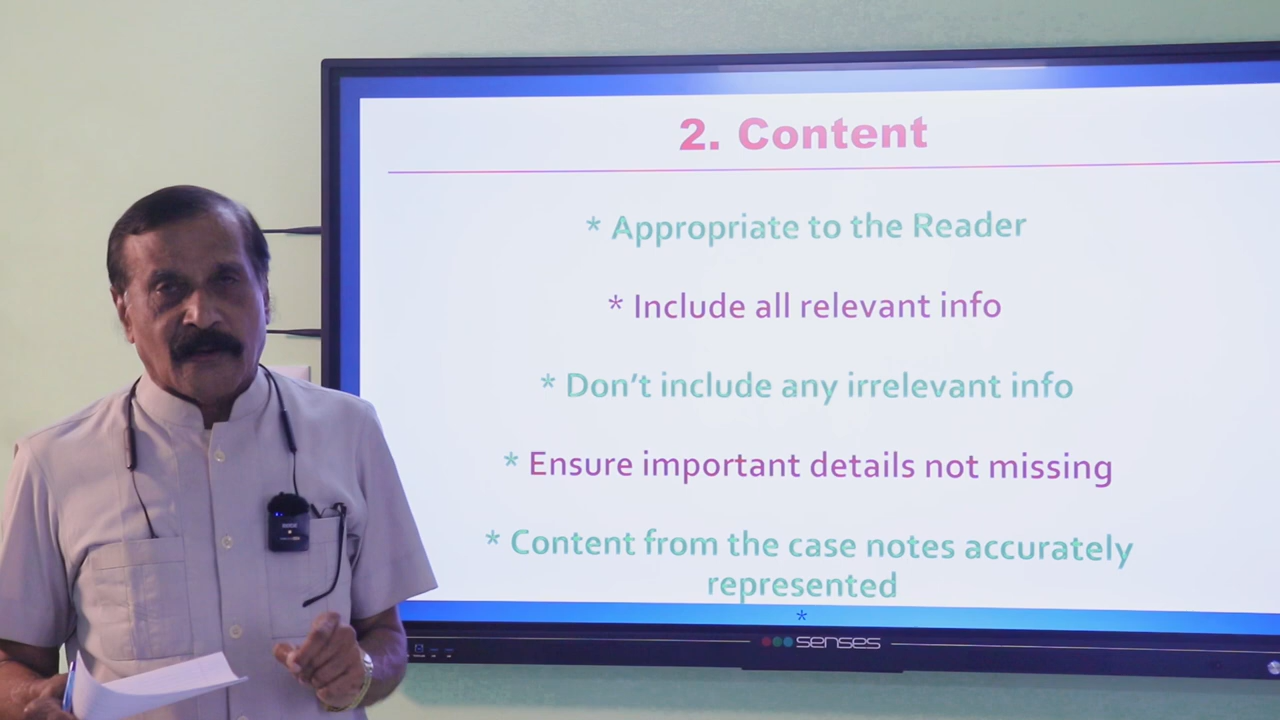 2. Content
* Appropriate to the Reader
* Include all relevant info
* Don't include any irrelevant info
* Ensure important details not missing
* Content from the case notes accurately
represented
*
senses